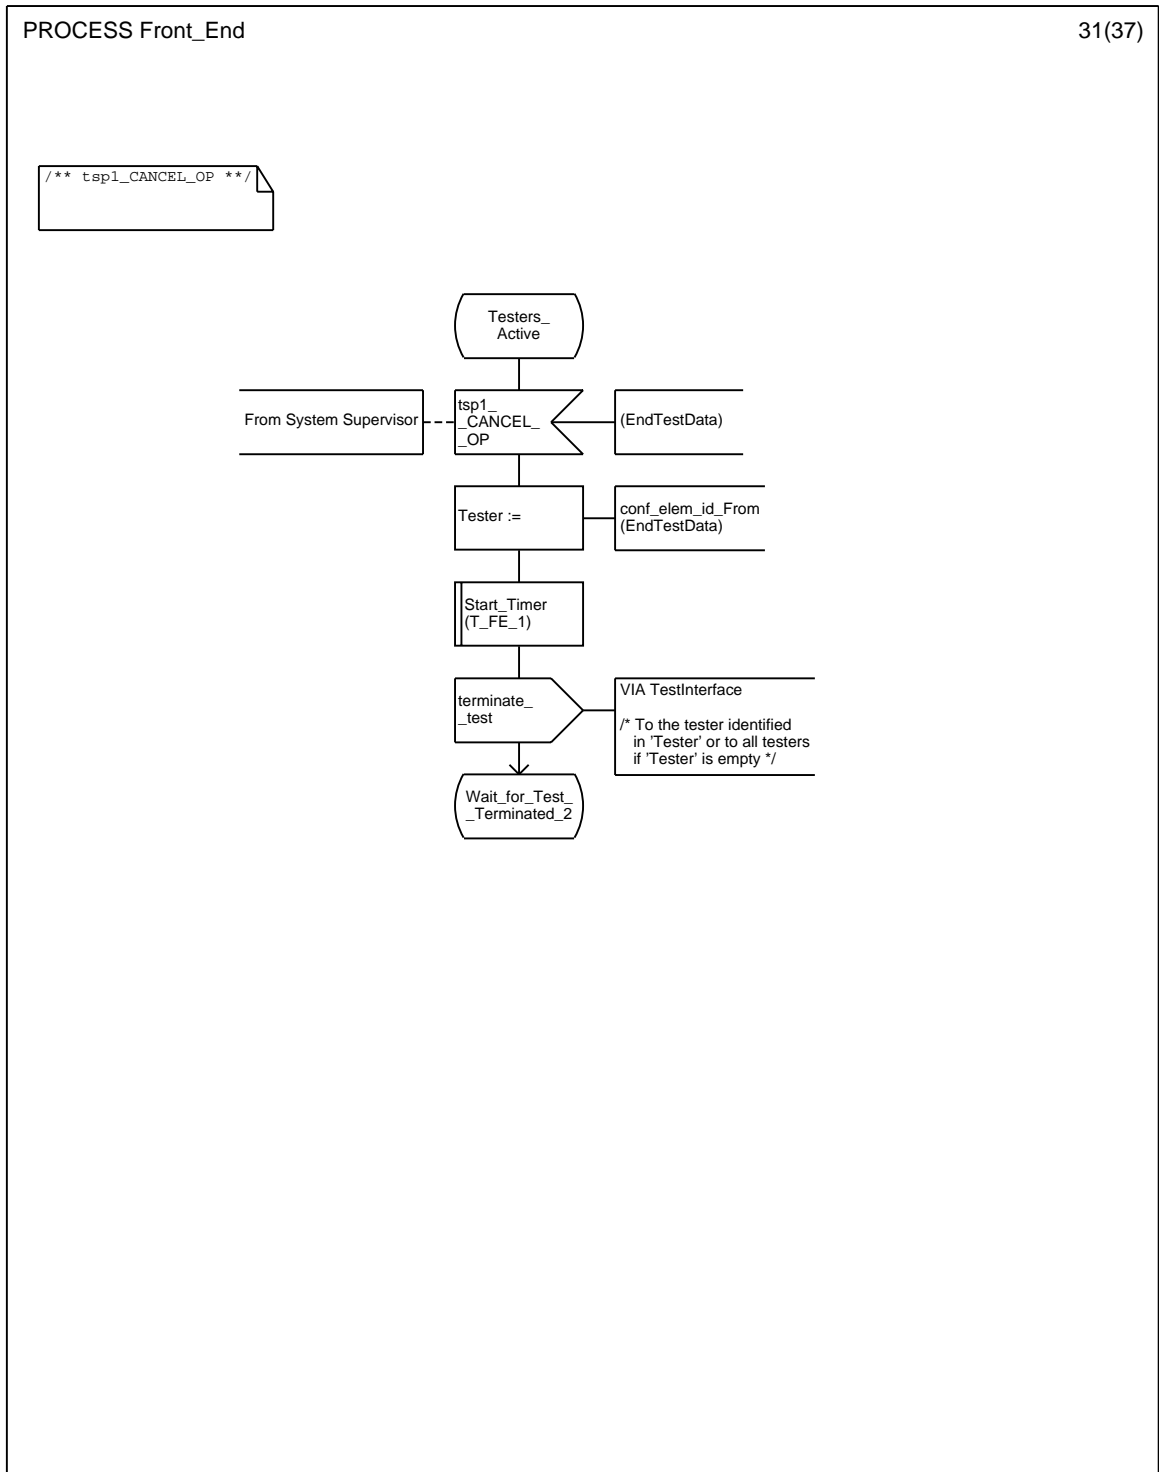 PROCESS Front_End
31(37)
/** tsp1_CANCEL_OP **/
Testers_
Active
From System Supervisor
tsp1_
_CANCEL_
_OP
(EndTestData)
Tester :=
conf_elem_id_From
(EndTestData)
Start_Timer
(T_FE_1)
terminate_
_test
VIA TestInterface
/* To the tester identified
in 'Tester' or to all testers
if 'Tester' is empty */
Wait_for_Test_
_Terminated_2